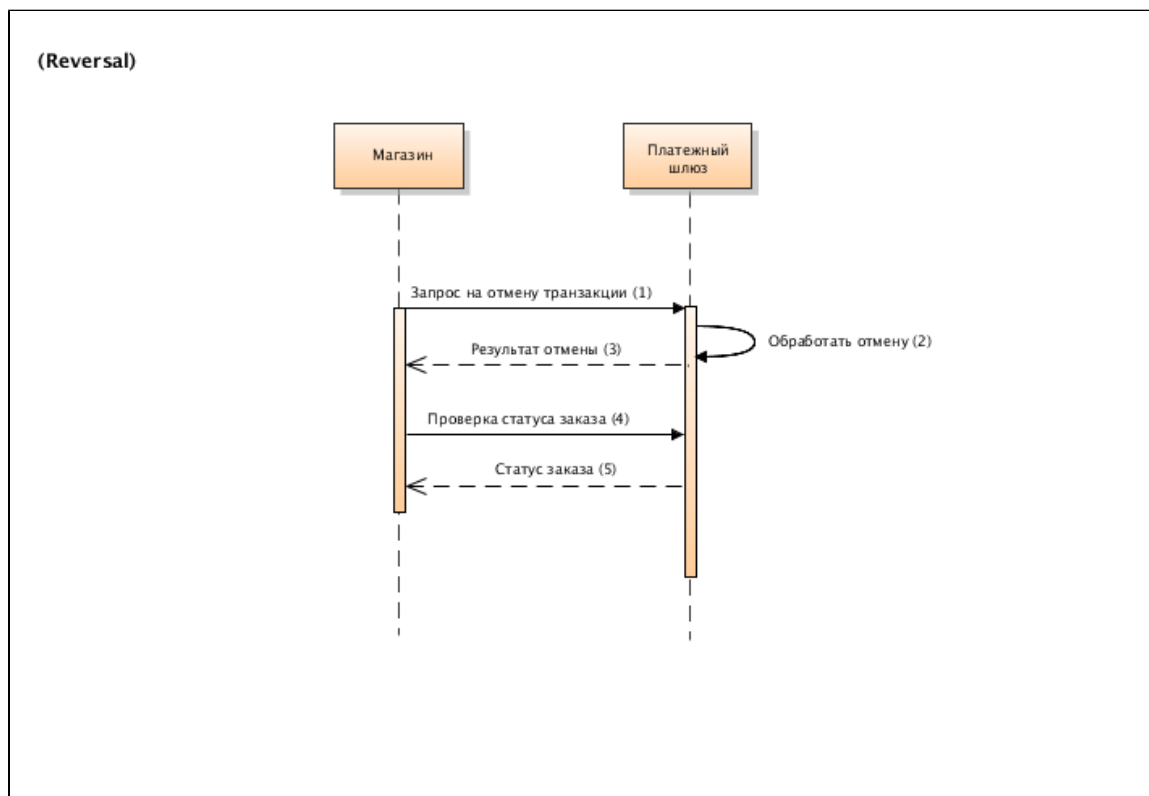 (Reversal)
Магазин
Платежный
шлюз
Запрос на отмену транзакции (1)
Обработать отмену (2)
Результат отмены (3)
Проверка статуса заказа (4)
Статус заказа (5)